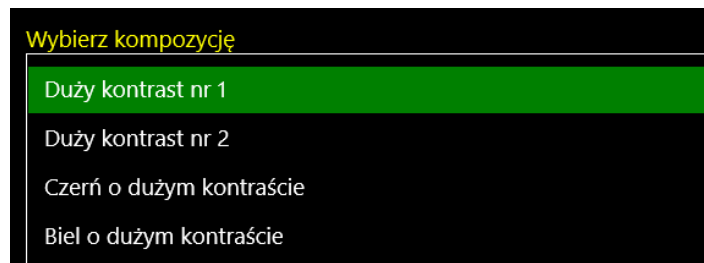 Wybierz kompozycję
Duży kontrast nr 1
Duży kontrast nr 2
Czerń o dużym kontraście
Biel o dużym kontraście